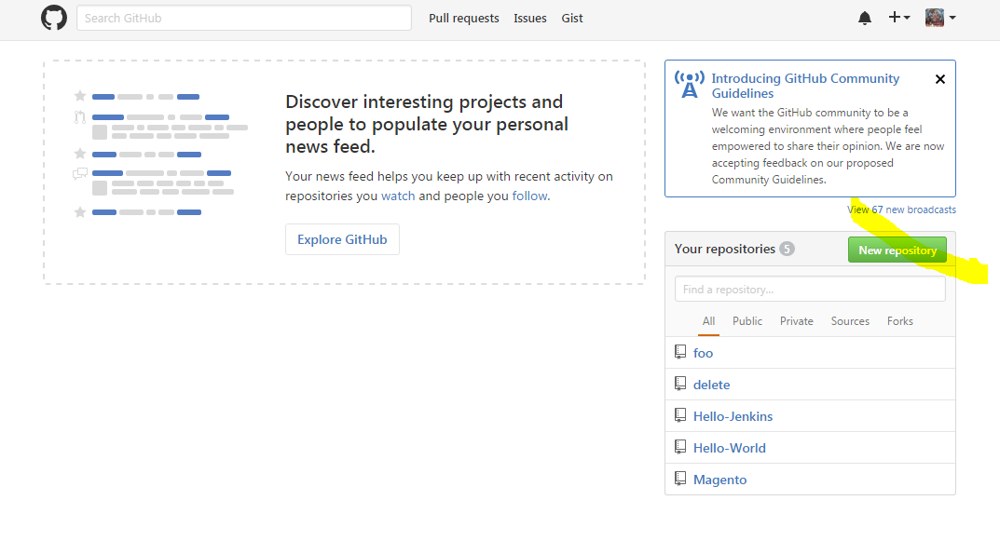 Search GitHub
Pull requests
Issues
Gist
Discover interesting projects and
people to populate your personal
news feed.
Your news feed helps you keep up with recent activity on
repositories you watch and people you follow.
Explore GitHub
Introducing GitHub Community
Guidelines
We want the GitHub community to be a
welcoming environment where people feel
empowered to share their opinion. We are now
accepting feedback on our proposed
Community Guidelines.
View 67 new broadcasts
Your repositories 5
New repository
Find a repository...
All
Public
Private
Sources
Forks
foo
delete
Hello-Jenkins
Hello-World
Magento